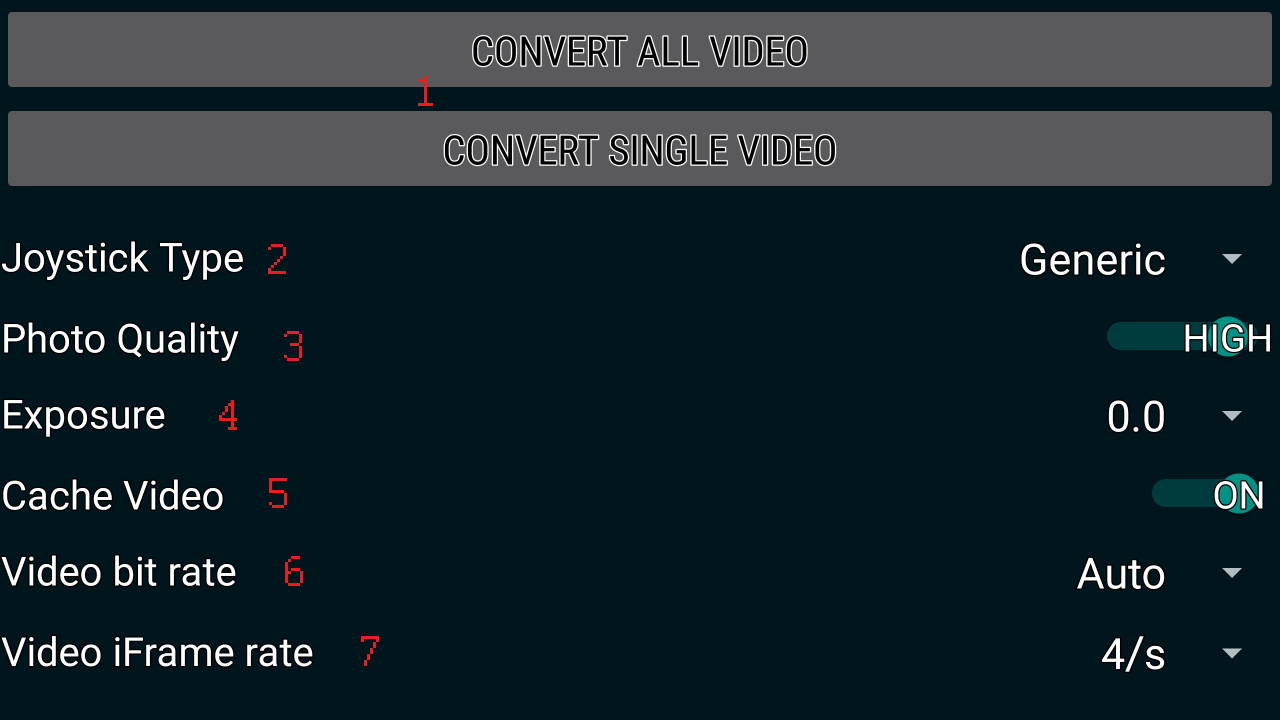 CONVERT ALL VIDEO
1
CONVERT SINGLE VIDEO
Joystick Type 2 Generic
Photo Quality 3 HIGH
Exposure 4 0.0
Cache Video 5 ON
Video bit rate 6 Auto
Video iFrame rate 7 4/s